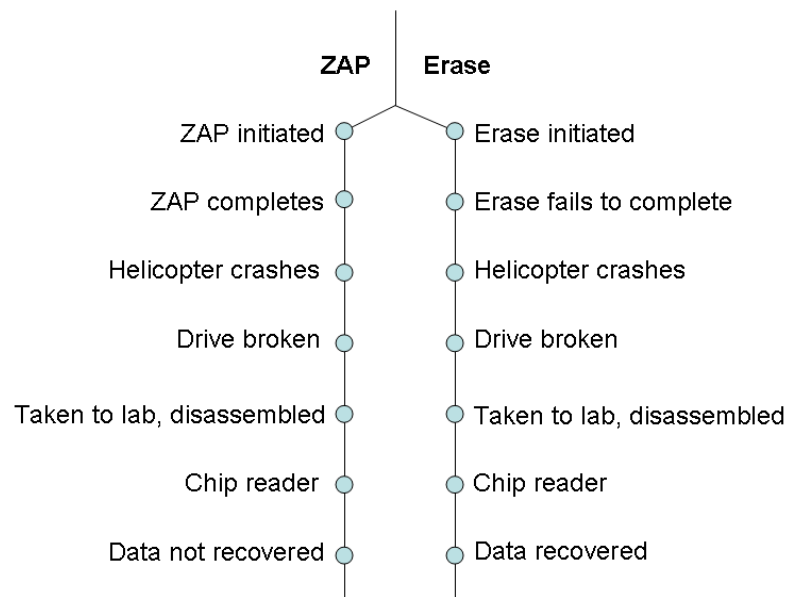 ZAP Erase
ZAP initiated Erase initiated
ZAP completes Erase fails to complete
Helicopter crashes Helicopter crashes
Drive broken Drive broken
Taken to lab, disassembled Taken to lab, disassembled
Chip reader Chip reader
Data not recovered Data recovered